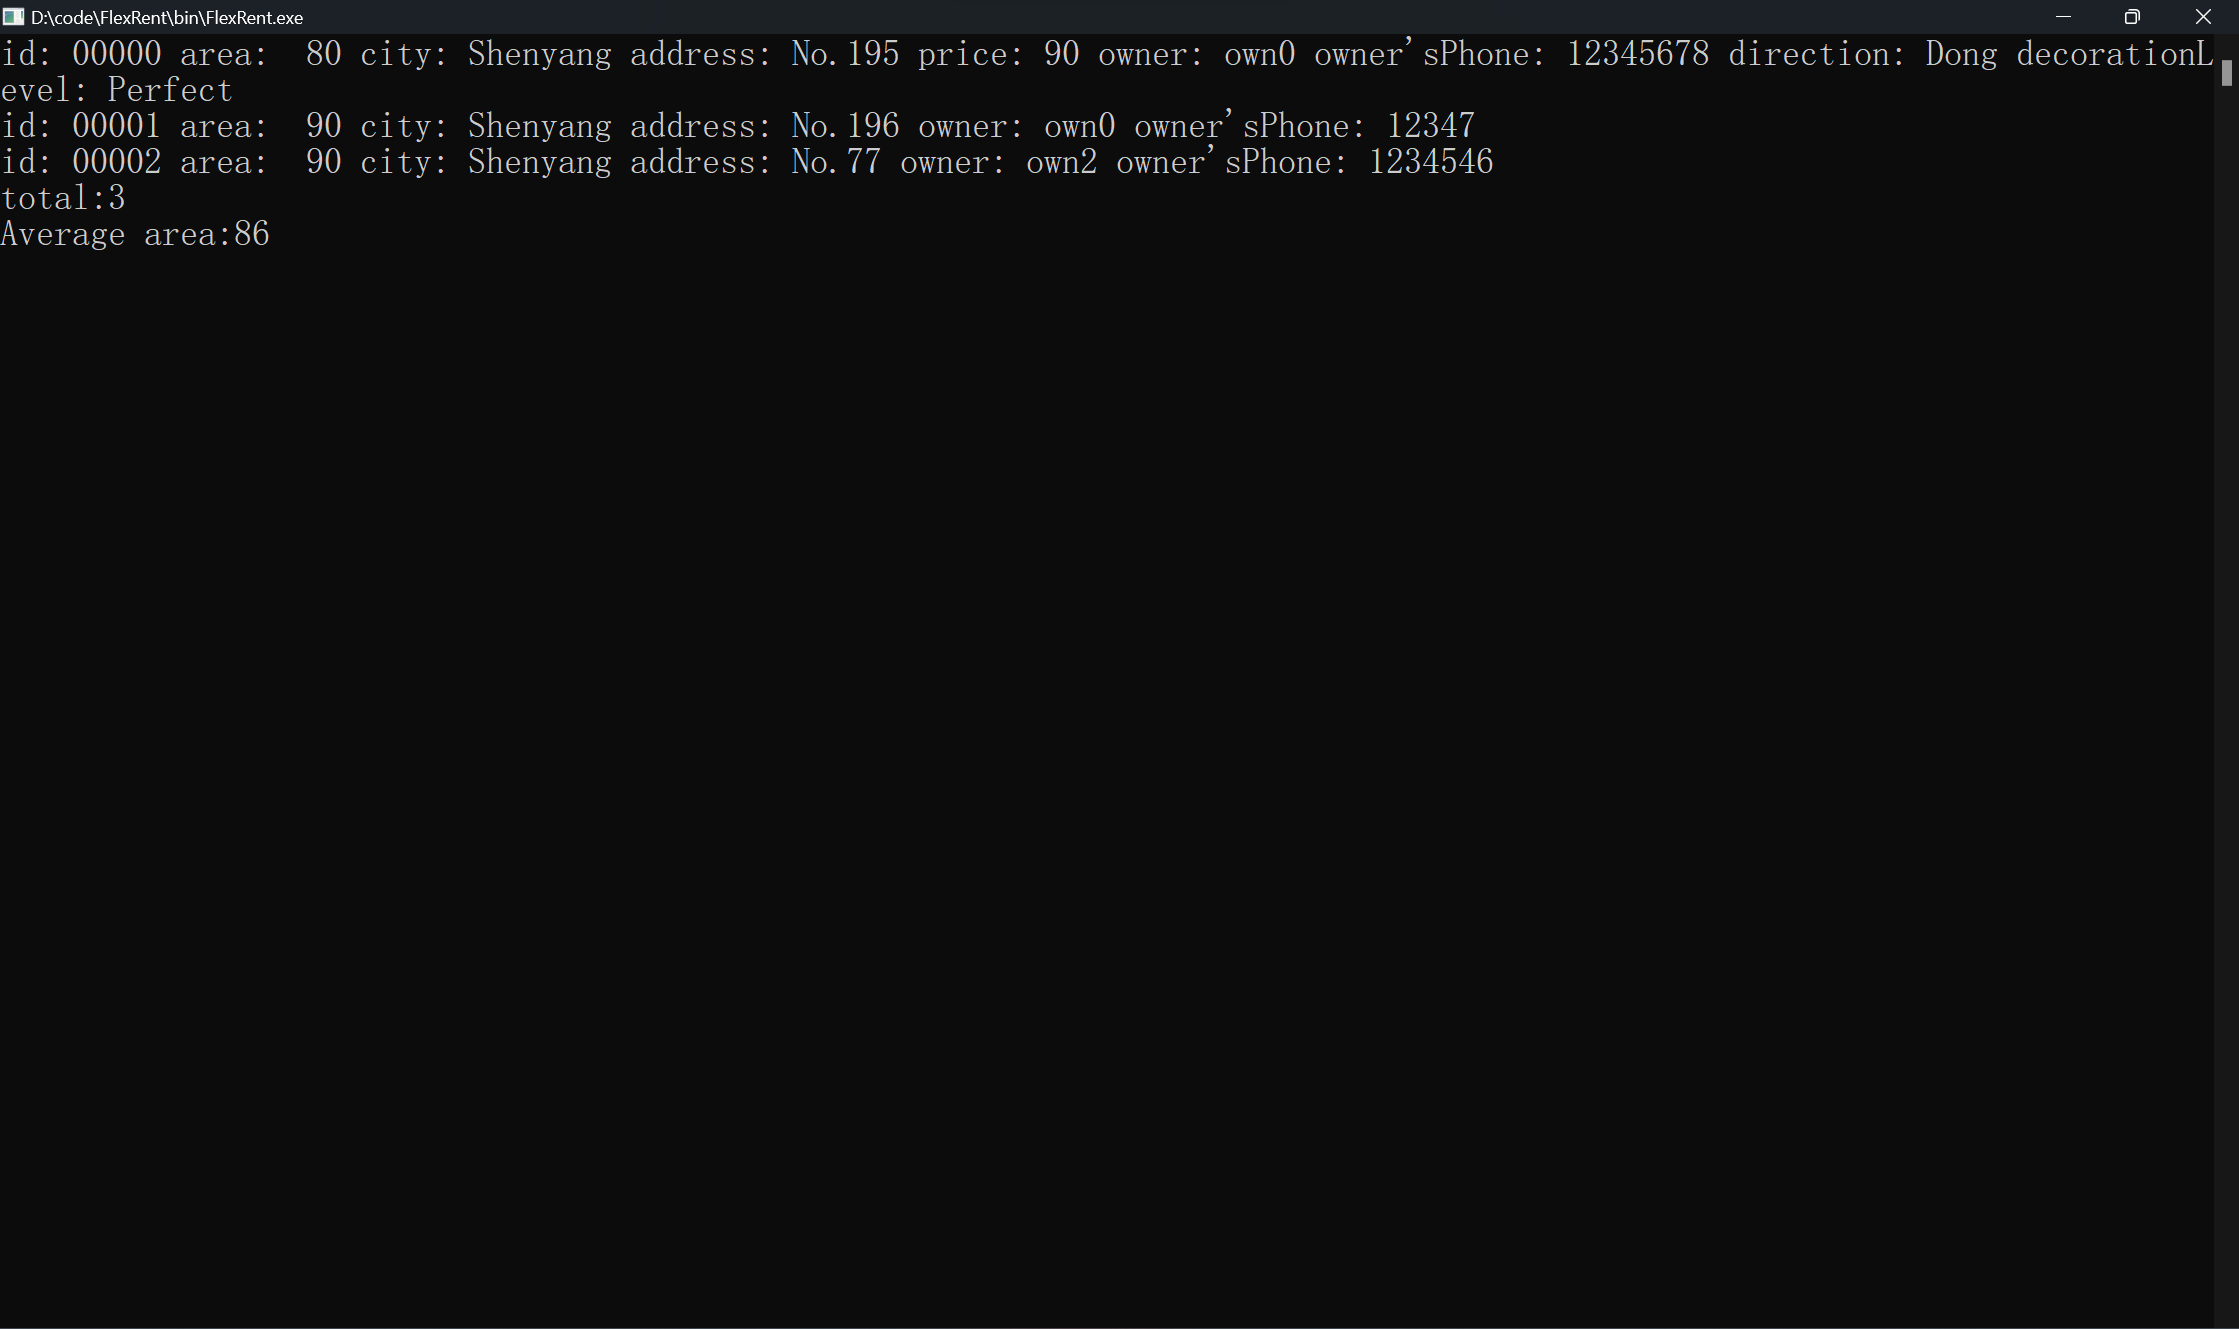 D:\code\FlexRent\bin\FlexRent.exe
id: 00000 area:  80 city: Shenyang address: No.195 price: 90 owner: own0 owner'sPhone: 12345678 direction: Dong decorationL
evel: Perfect
id: 00001 area:  90 city: Shenyang address: No.196 owner: own0 owner'sPhone: 12347
id: 00002 area:  90 city: Shenyang address: No.77 owner: own2 owner'sPhone: 1234546
total:3
Average area:86